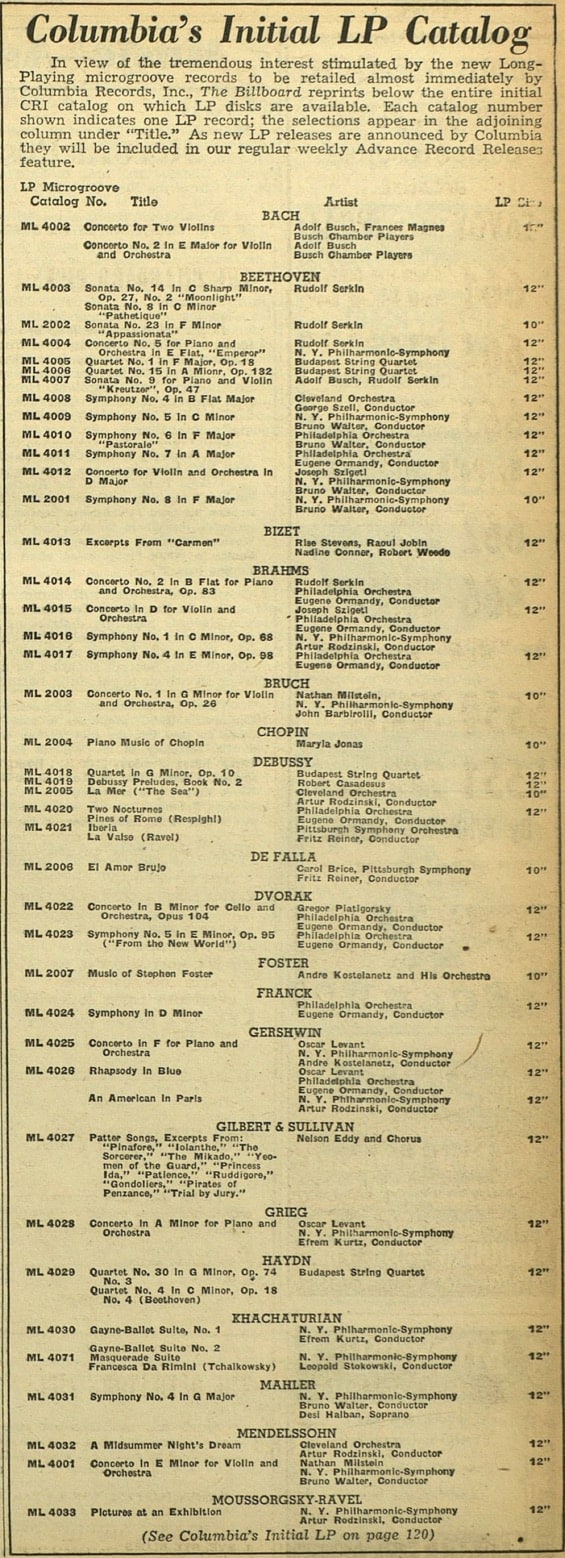 Columbia's Initial LP Catalog
In view of the tremendous interest stimulated by the new Long-
Playing microgroove records to be retailed almost immediately by
Columbia Records, Inc., The Billboard reprints below the entire initial
CRI catalog on which LP disks are available. Each catalog number
shown indicates one LP record; the selections appear in the adjoining
column under "Title." As new LP releases are announced by Columbia
they will be included in our regular weekly Advance Record Releases
feature.
LP Microgroove
Catalog No. Title Artist LP
BACH
ML 4002 Concerto for Two Violins Adolf Busch, Frances Magnes
Busch Chamber Players
Concerto No. 2 in E Major for Violin Adolf Busch
and Orchestra Busch Chamber Players
BEETHOVEN
ML 4003 Sonata No. 14 in C Sharp Minor, Rudolf Serkin 12"
Op. 27, No. 2 "Moonlight"
Sonata No. 8 in C Minor
"Pathetique"
ML 2002 Sonata No. 23 in F Minor Rudolf Serkin 10"
"Appassionata"
ML 4004 Concerto No. 5 for Piano and Rudolf Serkin 12"
Orchestra in E Flat, "Emperor" N. Y. Philharmonic-Symphony
ML 4005 Quartet No. 1 in F Major, Op. 18 Budapest String Quartet 12"
ML 4006 Quartet No. 15 in A Mionr, Op. 132 Budapest String Quartet 12"
ML 4007 Sonata No. 9 for Piano and Violin Adolf Busch, Rudolf Serkin 12"
"Kreutzor", Op. 47
ML 4008 Symphony No. 4 in B Flat Major Cleveland Orchestra 12"
George Szell, Conductor
ML 4009 Symphony No. 5 in C Minor N. Y. Philharmonic-Symphony 12"
Bruno Walter, Conductor
ML 4010 Symphony No. 6 in F Major Philadelphia Orchestra 12"
"Pastorale" Bruno Walter, Conductor
ML 4011 Symphony No. 7 in A Major Philadelphia Orchestra 12"
Eugene Ormandy, Conductor
ML 4012 Concerto for Violin and Orchestra in Joseph Szigeti 12"
D Major N. Y. Philharmonic-Symphony
Bruno Walter, Conductor
ML 2001 Symphony No. 8 in F Major N. Y. Philharmonic-Symphony 10"
Bruno Walter, Conductor
BIZET
ML 4013 Excerpts From "Carmen" Rise Stevens, Raoul Jobin 12"
Nadine Conner, Robert Weede
BRAHMS
ML 4014 Concerto No. 2 in B Flat for Piano Rudolf Serkin 12"
and Orchestra, Op. 83 Philadelphia Orchestra
Eugene Ormandy, Conductor
ML 4015 Concerto in D for Violin and Joseph Szigeti 12"
Orchestra Philadelphia Orchestra
Eugene Ormandy, Conductor
ML 4016 Symphony No. 1 in C Minor, Op. 68 N. Y. Philharmonic-Symphony
Artur Rodzinski, Conductor
ML 4017 Symphony No. 4 in E Minor, Op. 98 Philadelphia Orchestra 12"
Eugene Ormandy, Conductor
BRUCH
ML 2003 Concerto No. 1 in G Minor for Violin Nathan Milstein, 10"
and Orchestra, Op. 26 N. Y. Philharmonic-Symphony
John Barbirolli, Conductor
CHOPIN
ML 2004 Piano Music of Chopin Maryla Jonas 10"
DEBUSSY
ML 4018 Quartet in G Minor, Op. 10 Budapest String Quartet 12"
ML 4019 Debussy Preludes, Book No. 2 Robert Casadesus 12"
ML 2005 La Mer ("The Sea") Cleveland Orchestra 10"
Artur Rodzinski, Conductor
ML 4020 Two Nocturnes Philadelphia Orchestra 12"
Pines of Rome (Respighi) Eugene Ormandy, Conductor
ML 4021 Iberia Pittsburgh Symphony Orchestra
La Valse (Ravel) Fritz Reiner, Conductor
DE FALLA
ML 2006 El Amor Brujo Carol Brice, Pittsburgh Symphony 10"
Fritz Reiner, Conductor
DVORAK
ML 4022 Concerto in B Minor for Cello and Gregor Piatigorsky 12"
Orchestra, Opus 104 Philadelphia Orchestra
Eugene Ormandy, Conductor
ML 4023 Symphony No. 5 in E Minor, Op. 95 Philadelphia Orchestra 12"
("From the New World") Eugene Ormandy, Conductor
FOSTER
ML 2007 Music of Stephen Foster Andre Kostelanetz and His Orchestra 10"
FRANCK
Philadelphia Orchestra 12"
ML 4024 Symphony in D Minor Eugene Ormandy, Conductor
GERSHWIN
ML 4025 Concerto in F for Piano and Oscar Levant 12"
Orchestra N. Y. Philharmonic-Symphony
Andre Kostelanetz, Conductor
ML 4026 Rhapsody in Blue Oscar Levant 12"
Philadelphia Orchestra
Eugene Ormandy, Conductor
An American in Paris N. Y. Philharmonic-Symphony 12"
Artur Rodzinski, Conductor
GILBERT & SULLIVAN
ML 4027 Patter Songs, Excerpts From: Nelson Eddy and Chorus 12"
"Pinafore," "Iolanthe," "The
Sorcerer," "The Mikado," "Yeo-
men of the Guard," "Princess
Ida," "Patience," "Ruddigore,"
"Gondoliers," "Pirates of
Penzance," "Trial by Jury."
GRIEG
ML 4028 Concerto in A Minor for Piano and Oscar Levant 12"
Orchestra N. Y. Philharmonic-Symphony
Efrem Kurtz, Conductor
HAYDN
ML 4029 Quartet No. 30 in G Minor, Op. 74 Budapest String Quartet 12"
No. 3
Quartet No. 4 in C Minor, Op. 18
No. 4 (Beethoven)
KHACHATURIAN
ML 4030 Gayne-Ballet Suite, No. 1 N. Y. Philharmonic-Symphony 12"
Efrem Kurtz, Conductor
Gayne-Ballet Suite No. 2
ML 4071 Masquerade Suite N. Y. Philharmonic-Symphony 12"
Francesca Da Rimini (Tchalkowsky) Leopold Stokowski, Conductor
MAHLER
ML 4031 Symphony No. 4 in G Major N. Y. Philharmonic-Symphony 12"
Bruno Walter, Conductor
Desi Halban, Soprano
MENDELSSOHN
ML 4032 A Midsummer Night's Dream Cleveland Orchestra 12"
Artur Rodzinski, Conductor
ML 4001 Concerto in E Minor for Violin and Nathan Milstein 12"
Orchestra N. Y. Philharmonic-Symphony
Bruno Walter, Conductor
MOUSSORGSKY-RAVEL
ML 4033 Pictures at an Exhibition N. Y. Philharmonic-Symphony 12"
Artur Rodzinski, Conductor
(See Columbia's Initial LP on page 120)